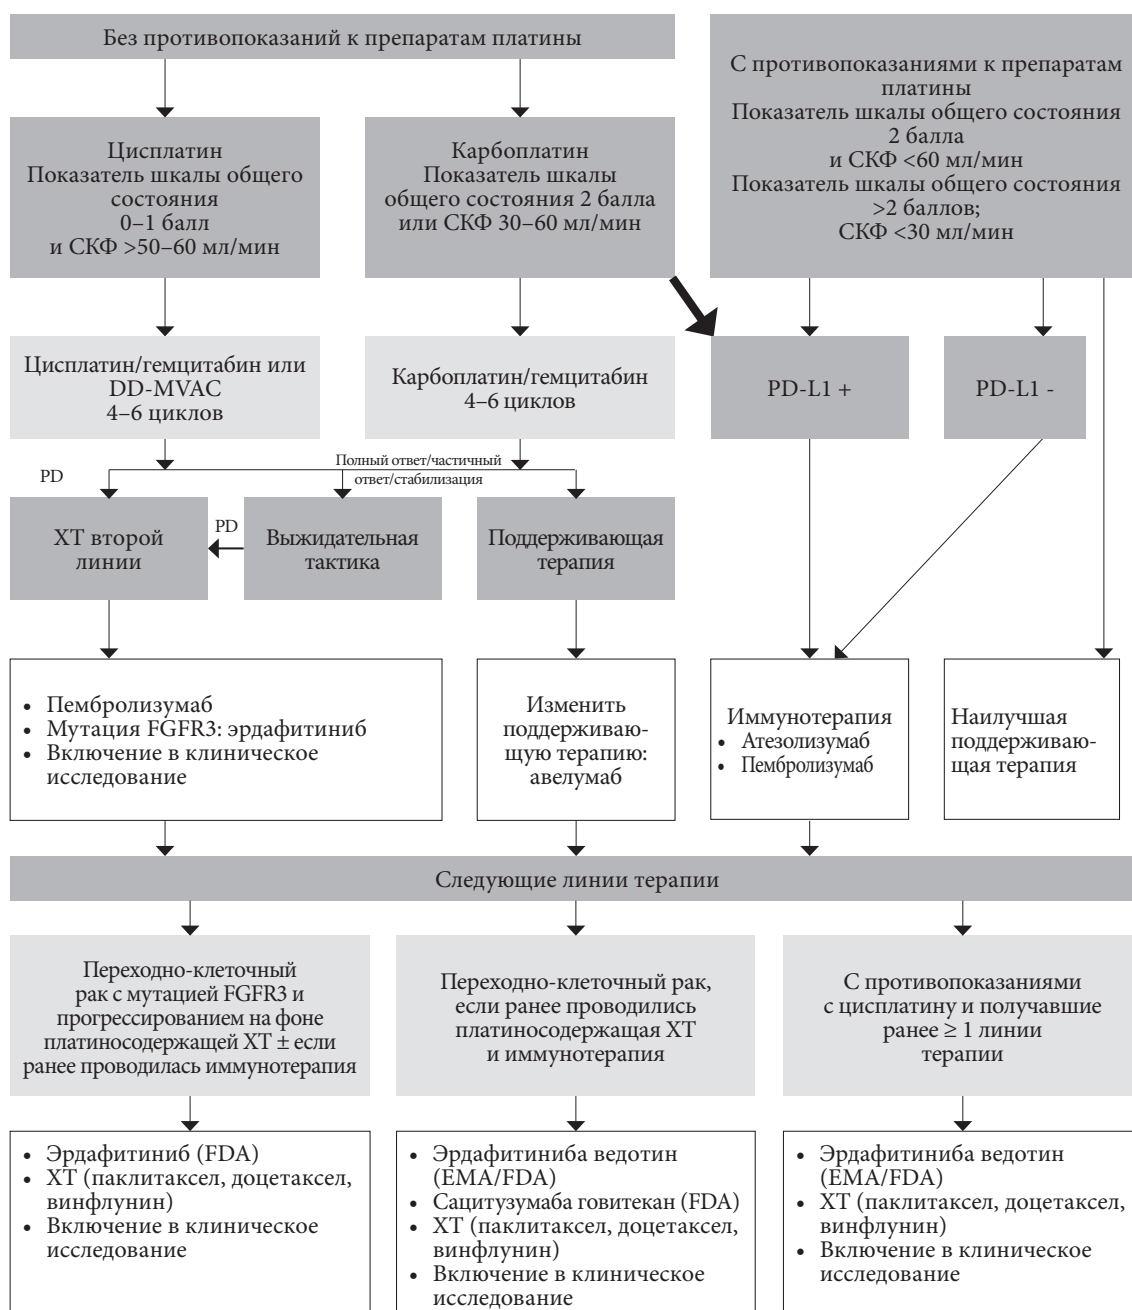 Без противопоказаний к препаратам платины
С противопоказаниями к препаратам
платины
Показатель шкалы общего состояния
2 балла
и СКФ <60 мл/мин
Показатель шкалы общего состояния
>2 баллов;
СКФ <30 мл/мин
Цисплатин
Показатель шкалы общего
состояния
0–1 балл
и СКФ >50–60 мл/мин
Карбоплатин
Показатель шкалы
общего состояния 2 балла
или СКФ 30–60 мл/мин
Цисплатин/гемцитабин или
DD-MVAC
4–6 циклов
Карбоплатин/гемцитабин
4–6 циклов
PD-L1 +
PD-L1 -
PD
Полный ответ/частичный
ответ/стабилизация
ХТ второй
линии
PD
Выжидательная
тактика
Поддерживающая
терапия
• Пембролизумаб
• Мутация FGFR3: эрдафитиниб
• Включение в клиническое
исследование
Изменить
поддерживаю-
щую терапию:
авелумаб
Иммунотерапия
• Атезолизумаб
• Пембролизумаб
Наилучшая
поддерживаю-
щая терапия
Следующие линии терапии
Переходно-клеточный
рак с мутацией FGFR3 и
прогрессированием на фоне
платиносодержащей ХТ ± если
ранее проводилась иммунотерапия
Переходно-клеточный рак,
если ранее проводились
платиносодержащая ХТ
и иммунотерапия
С противопоказаниями
с цисплатину и получавшие
ранее ≥ 1 линии
терапии
• Эрдафитиниб (FDA)
• ХТ (паклитаксел, доцетаксел,
винфлунин)
• Включение в клиническое
исследование
• Эрдафитиниба ведотин
(EMA/FDA)
• Сацитузумаба говитекан (FDA)
• ХТ (паклитаксел, доцетаксел,
винфлунин)
• Включение в клиническое
исследование
• Эрдафитиниба ведотин
(EMA/FDA)
• ХТ (паклитаксел, доцетаксел,
винфлунин)
• Включение в клиническое
исследование